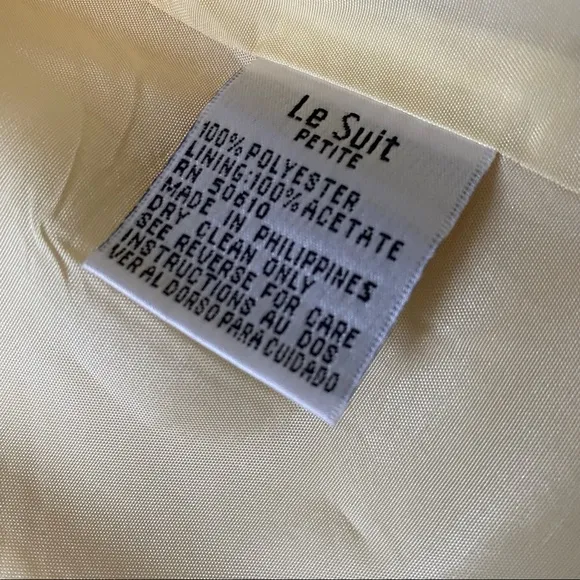 Le Suit
PETITE
100% POLYESTER
LINING:100% ACETATE
RN 50610
MADE IN PHILIPPINES
DRY CLEAN ONLY
SEE REVERSE FOR CARE
INSTRUCTIONS AU DOS
VER AL DORSO PARA CUIDADO